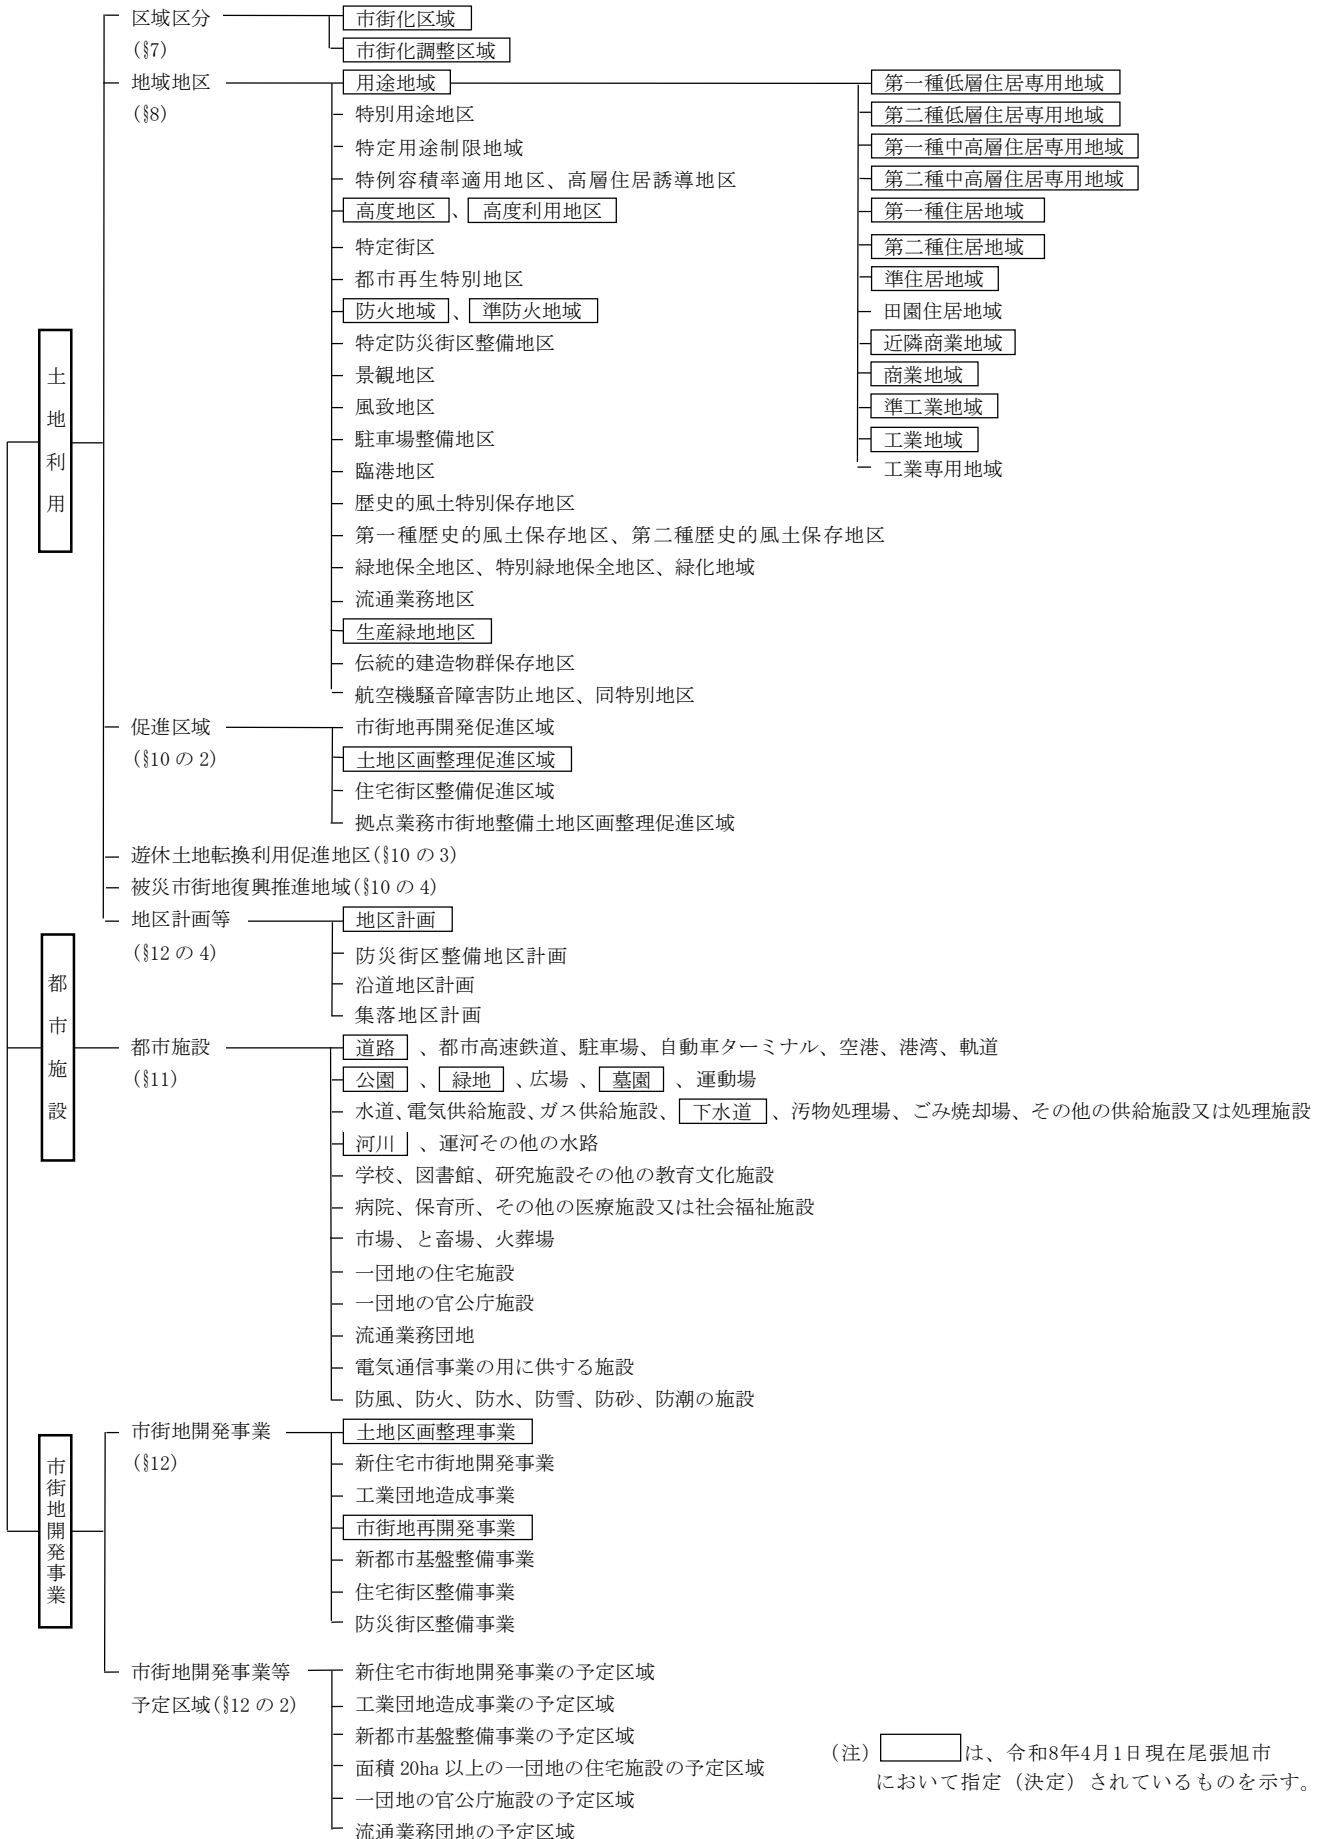 土地利用
区域区分
(§7)
市街化区域
市街化調整区域
地域地区
(§8)
用途地域
特別用途地区
特定用途制限地域
特例容積率適用地区、高層住居誘導地区
高度地区、高度利用地区
特定街区
都市再生特別地区
防火地域、準防火地域
特定防災街区整備地区
景観地区
風致地区
駐車場整備地区
臨港地区
歴史的風土特別保存地区
第一種歴史的風土保存地区、第二種歴史的風土保存地区
緑地保全地区、特別緑地保全地区、緑化地域
流通業務地区
生産緑地地区
伝統的建造物群保存地区
航空機騒音障害防止地区、同特別地区
第一種低層住居専用地域
第二種低層住居専用地域
第一種中高層住居専用地域
第二種中高層住居専用地域
第一種住居地域
第二種住居地域
準住居地域
田園住居地域
近隣商業地域
商業地域
準工業地域
工業地域
工業専用地域
促進区域
(§10の2)
市街地再開発促進区域
土地区画整理促進区域
住宅街区整備促進区域
拠点業務市街地整備土地区画整理促進区域
遊休土地転換利用促進地区(§10の3)
被災市街地復興推進地域(§10の4)
地区計画等
(§12の4)
地区計画
防災街区整備地区計画
沿道地区計画
集落地区計画
都市施設
都市施設
(§11)
道路、都市高速鉄道、駐車場、自動車ターミナル、空港、港湾、軌道
公園、緑地、広場、墓園、運動場
水道、電気供給施設、ガス供給施設、下水道、汚物処理場、ごみ焼却場、その他の供給施設又は処理施設
河川、運河その他の水路
学校、図書館、研究施設その他の教育文化施設
病院、保育所、その他の医療施設又は社会福祉施設
市場、と畜場、火葬場
一団地の住宅施設
一団地の官公庁施設
流通業務団地
電気通信事業の用に供する施設
防風、防火、防水、防雪、防砂、防潮の施設
市街地開発事業
市街地開発事業
(§12)
土地区画整理事業
新住宅市街地開発事業
工業団地造成事業
市街地再開発事業
新都市基盤整備事業
住宅街区整備事業
防災街区整備事業
市街地開発事業等
予定区域(§12の2)
新住宅市街地開発事業の予定区域
工業団地造成事業の予定区域
新都市基盤整備事業の予定区域
面積20ha以上の一団地の住宅施設の予定区域
一団地の官公庁施設の予定区域
流通業務団地の予定区域
(注)は、令和8年4月1日現在尾張旭市
において指定（決定）されているものを示す。